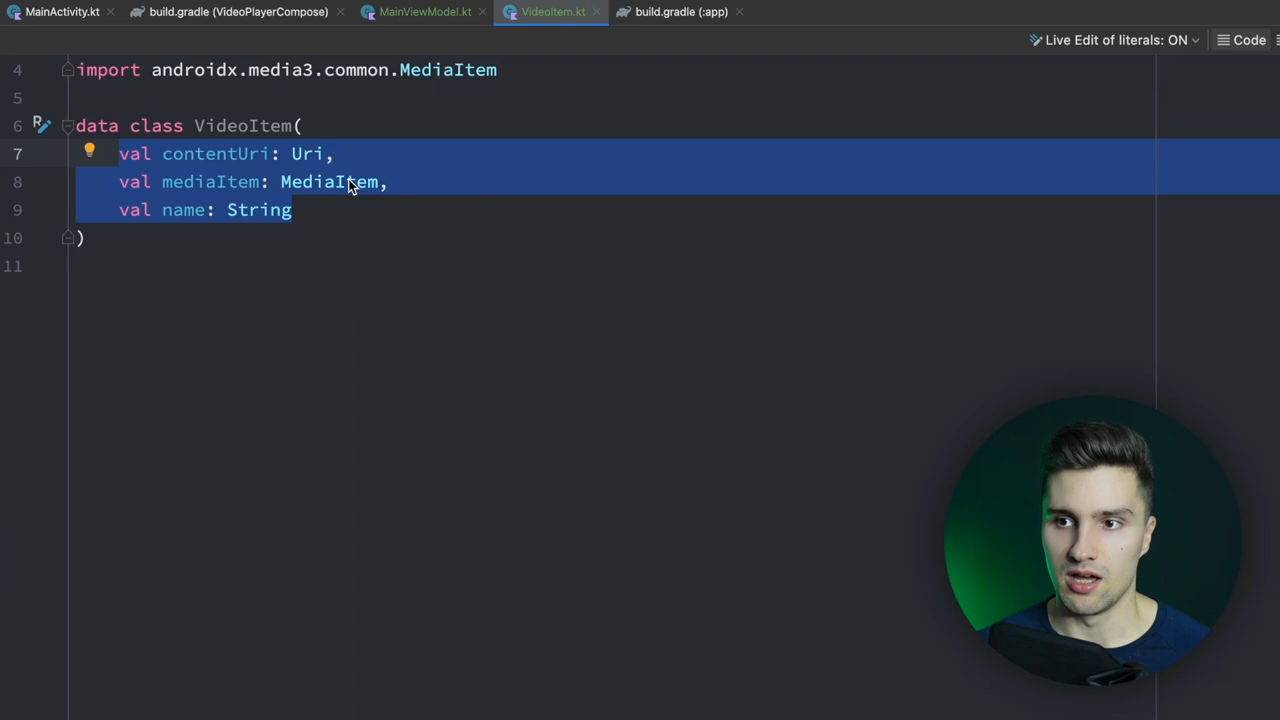 MainActivity.kt
build.gradle (VideoPlayerCompose)
MainViewModel.kt
VideoItem.kt
build.gradle (:app)
Live Edit of literals: ON
Code
4 import androidx.media3.common.MediaItem
5
6 data class VideoItem(
7 val contentUri: Uri,
8 val mediaItem: MediaItem,
9 val name: String
10 )
11